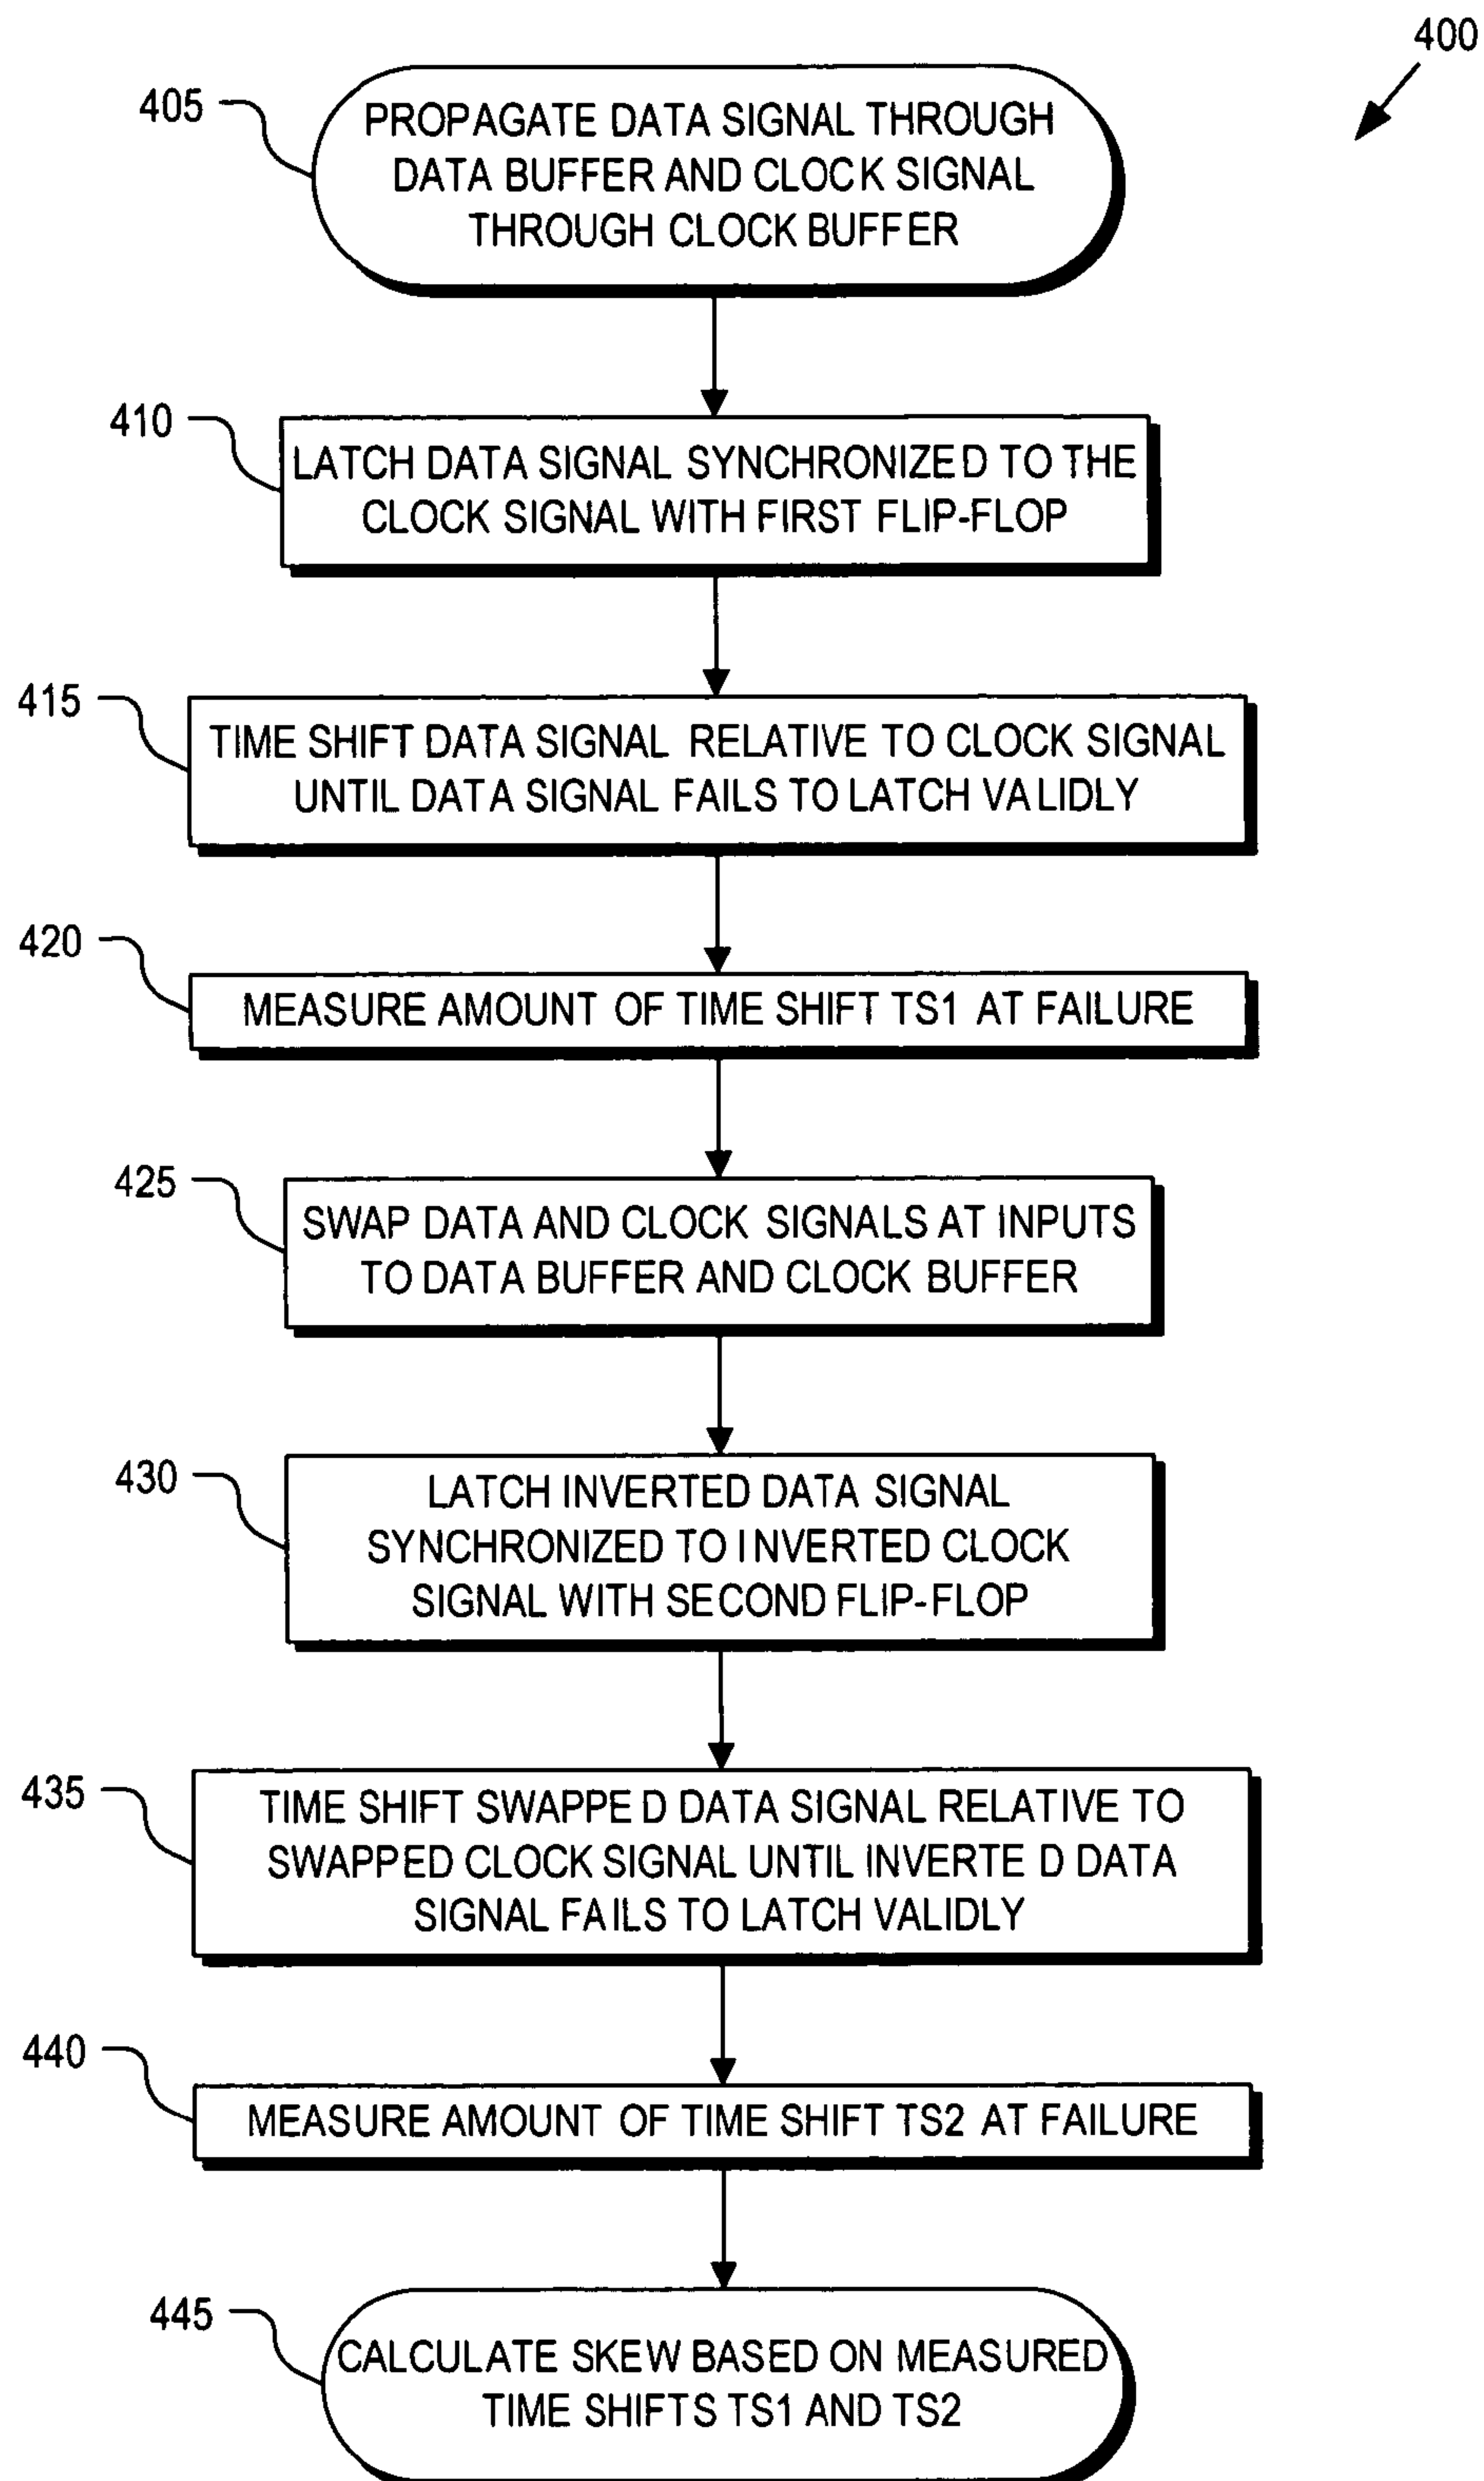 400
405
PROPAGATE DATA SIGNAL THROUGH
DATA BUFFER AND CLOCK SIGNAL
THROUGH CLOCK BUFFER
410
LATCH DATA SIGNAL SYNCHRONIZED TO THE
CLOCK SIGNAL WITH FIRST FLIP-FLOP
415
TIME SHIFT DATA SIGNAL RELATIVE TO CLOCK SIGNAL
UNTIL DATA SIGNAL FAILS TO LATCH VALIDLY
420
MEASURE AMOUNT OF TIME SHIFT TS1 AT FAILURE
425
SWAP DATA AND CLOCK SIGNALS AT INPUTS
TO DATA BUFFER AND CLOCK BUFFER
430
LATCH INVERTED DATA SIGNAL
SYNCHRONIZED TO INVERTED CLOCK
SIGNAL WITH SECOND FLIP-FLOP
435
TIME SHIFT SWAPPED DATA SIGNAL RELATIVE TO
SWAPPED CLOCK SIGNAL UNTIL INVERTED DATA
SIGNAL FAILS TO LATCH VALIDLY
440
MEASURE AMOUNT OF TIME SHIFT TS2 AT FAILURE
445
CALCULATE SKEW BASED ON MEASURED
TIME SHIFTS TS1 AND TS2